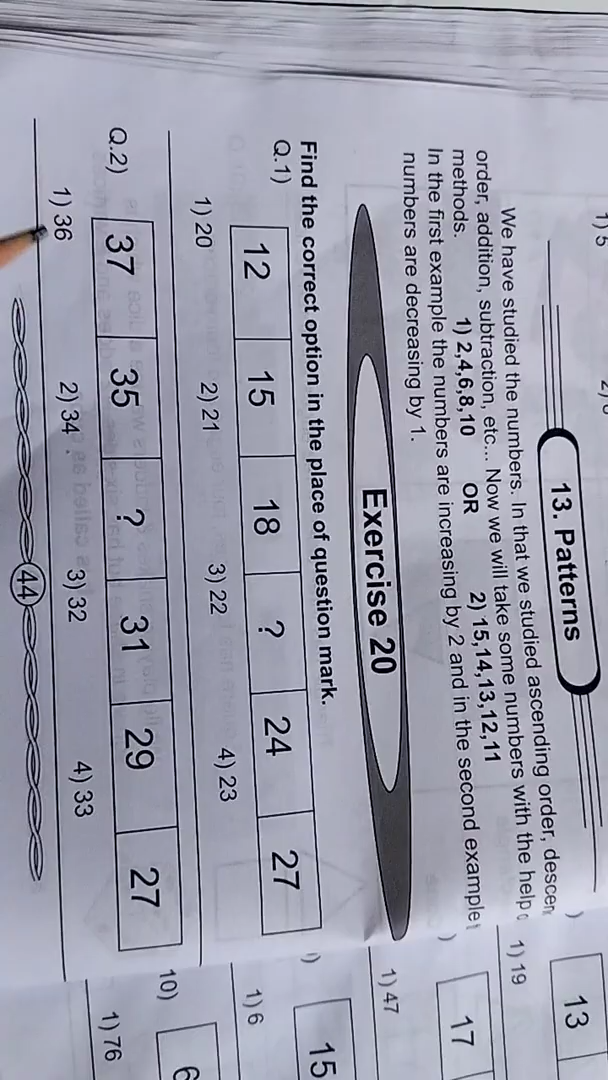 1) 5
13. Patterns
We have studied the numbers. In that we studied ascending order, descen
order, addition, subtraction, etc... Now we will take some numbers with the help
methods. 1) 2,4,6,8,10 OR 2) 15,14,13,12,11
In the first example the numbers are increasing by 2 and in the second example
numbers are decreasing by 1.
Exercise 20
Find the correct option in the place of question mark.
Q.1) 12 15 18 ? 24 27
1) 20 2) 21 3) 22 4) 23
Q.2) 37 35 ? 31 29 27
1) 36 2) 34 3) 32 4) 33
44
13
1) 19
17
1) 47
15
1) 6
10) 6
1) 76